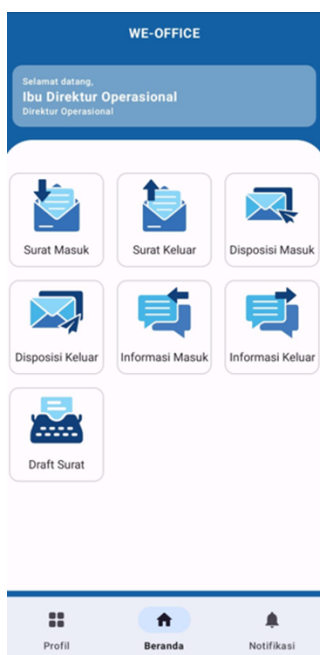 WE-OFFICE
Selamat datang,
Ibu Direktur Operasional
Direktur Operasional
Surat Masuk
Surat Keluar
Disposisi Masuk
Disposisi Keluar
Informasi Masuk
Informasi Keluar
Draft Surat
Profil
Beranda
Notifikasi